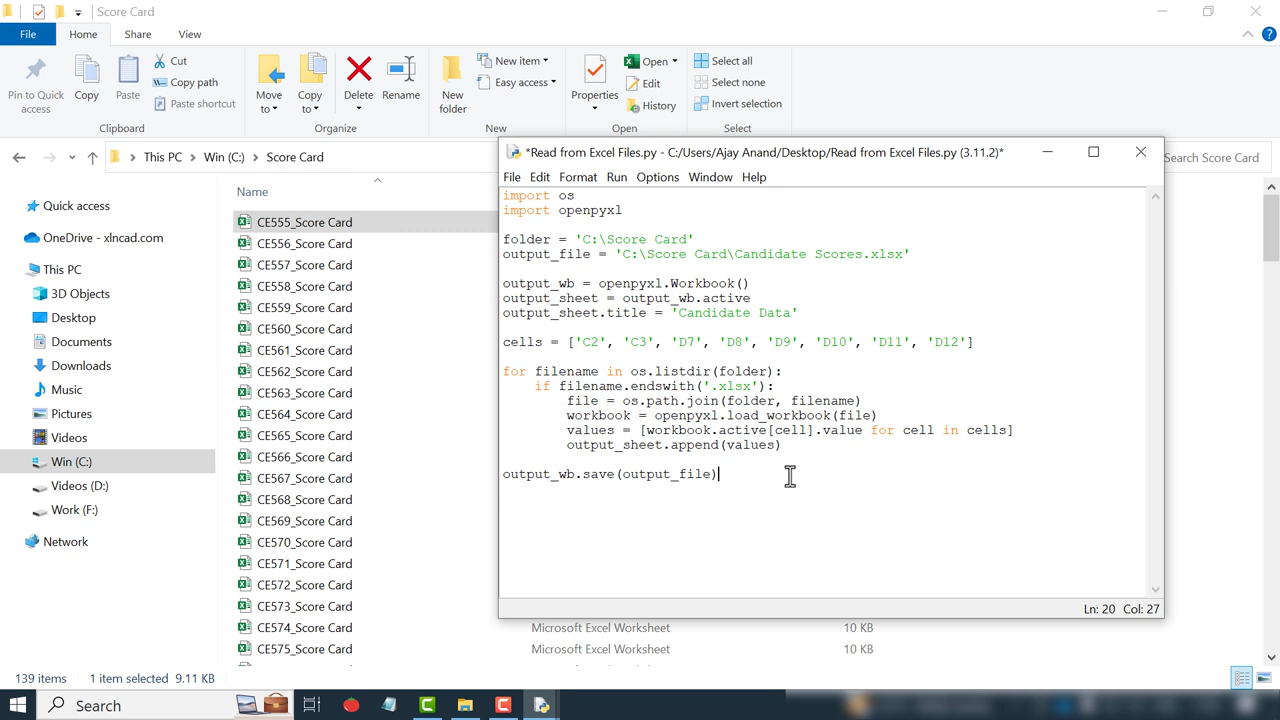 Score Card
File
Home
Share
View
Pin to Quick access
Copy
Paste
Cut
Copy path
Paste shortcut
Clipboard
Move to
Copy to
Delete
Rename
Organize
New folder
New item
Easy access
New
Properties
Open
Edit
History
Open
Select all
Select none
Invert selection
Select
This PC > Win (C:) > Score Card
Search Score Card
Quick access
OneDrive - xlncad.com
This PC
3D Objects
Desktop
Documents
Downloads
Music
Pictures
Videos
Win (C:)
Videos (D:)
Work (F:)
Network
Name
CE555_Score Card
CE556_Score Card
CE557_Score Card
CE558_Score Card
CE559_Score Card
CE560_Score Card
CE561_Score Card
CE562_Score Card
CE563_Score Card
CE564_Score Card
CE565_Score Card
CE566_Score Card
CE567_Score Card
CE568_Score Card
CE569_Score Card
CE570_Score Card
CE571_Score Card
CE572_Score Card
CE573_Score Card
CE574_Score Card Microsoft Excel Worksheet 10 KB
CE575_Score Card Microsoft Excel Worksheet 10 KB
*Read from Excel Files.py - C:/Users/Ajay Anand/Desktop/Read from Excel Files.py (3.11.2)*
File Edit Format Run Options Window Help
import os
import openpyxl
folder = 'C:\Score Card'
output_file = 'C:\Score Card\Candidate Scores.xlsx'
output_wb = openpyxl.Workbook()
output_sheet = output_wb.active
output_sheet.title = 'Candidate Data'
cells = ['C2', 'C3', 'D7', 'D8', 'D9', 'D10', 'D11', 'D12']
for filename in os.listdir(folder):
    if filename.endswith('.xlsx'):
        file = os.path.join(folder, filename)
        workbook = openpyxl.load_workbook(file)
        values = [workbook.active[cell].value for cell in cells]
        output_sheet.append(values)
output_wb.save(output_file)
Ln: 20 Col: 27
139 items 1 item selected 9.11 KB
Search